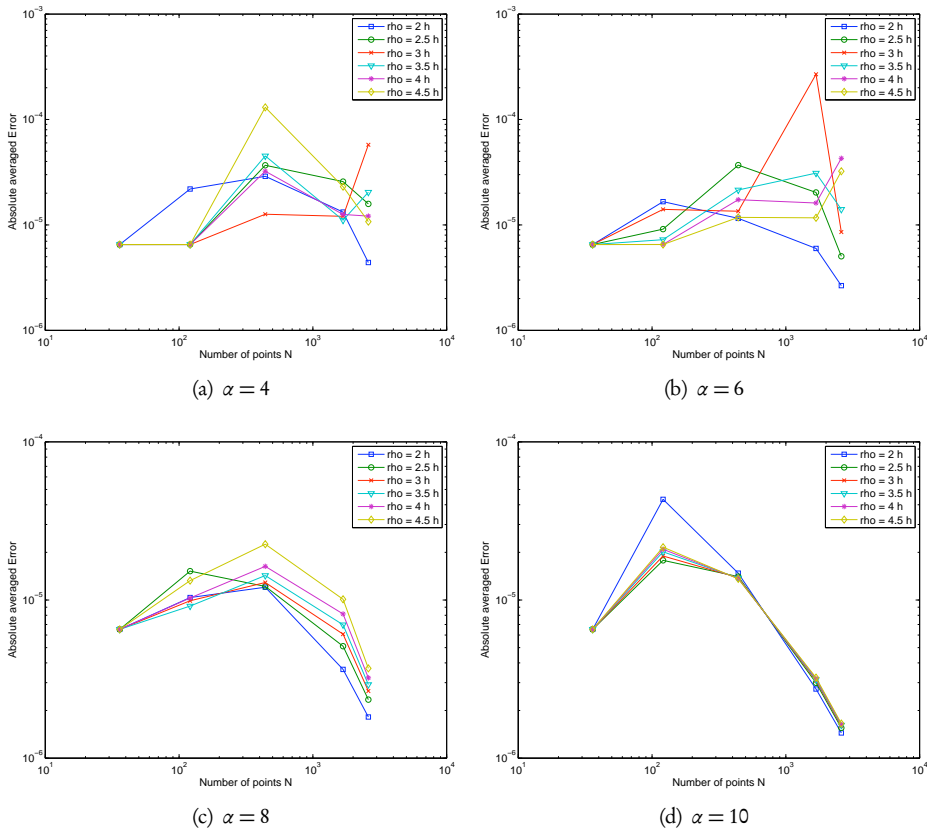 10^-3
10^-4
10^-5
10^-6
Absolute averaged Error
10^1
10^2
10^3
10^4
Number of points N
rho = 2 h
rho = 2.5 h
rho = 3 h
rho = 3.5 h
rho = 4 h
rho = 4.5 h
(a) α = 4
10^-3
10^-4
10^-5
10^-6
Absolute averaged Error
10^1
10^2
10^3
10^4
Number of points N
rho = 2 h
rho = 2.5 h
rho = 3 h
rho = 3.5 h
rho = 4 h
rho = 4.5 h
(b) α = 6
10^-4
10^-5
10^-6
Absolute averaged Error
10^1
10^2
10^3
10^4
Number of points N
rho = 2 h
rho = 2.5 h
rho = 3 h
rho = 3.5 h
rho = 4 h
rho = 4.5 h
(c) α = 8
10^-4
10^-5
10^-6
Absolute averaged Error
10^1
10^2
10^3
10^4
Number of points N
rho = 2 h
rho = 2.5 h
rho = 3 h
rho = 3.5 h
rho = 4 h
rho = 4.5 h
(d) α = 10